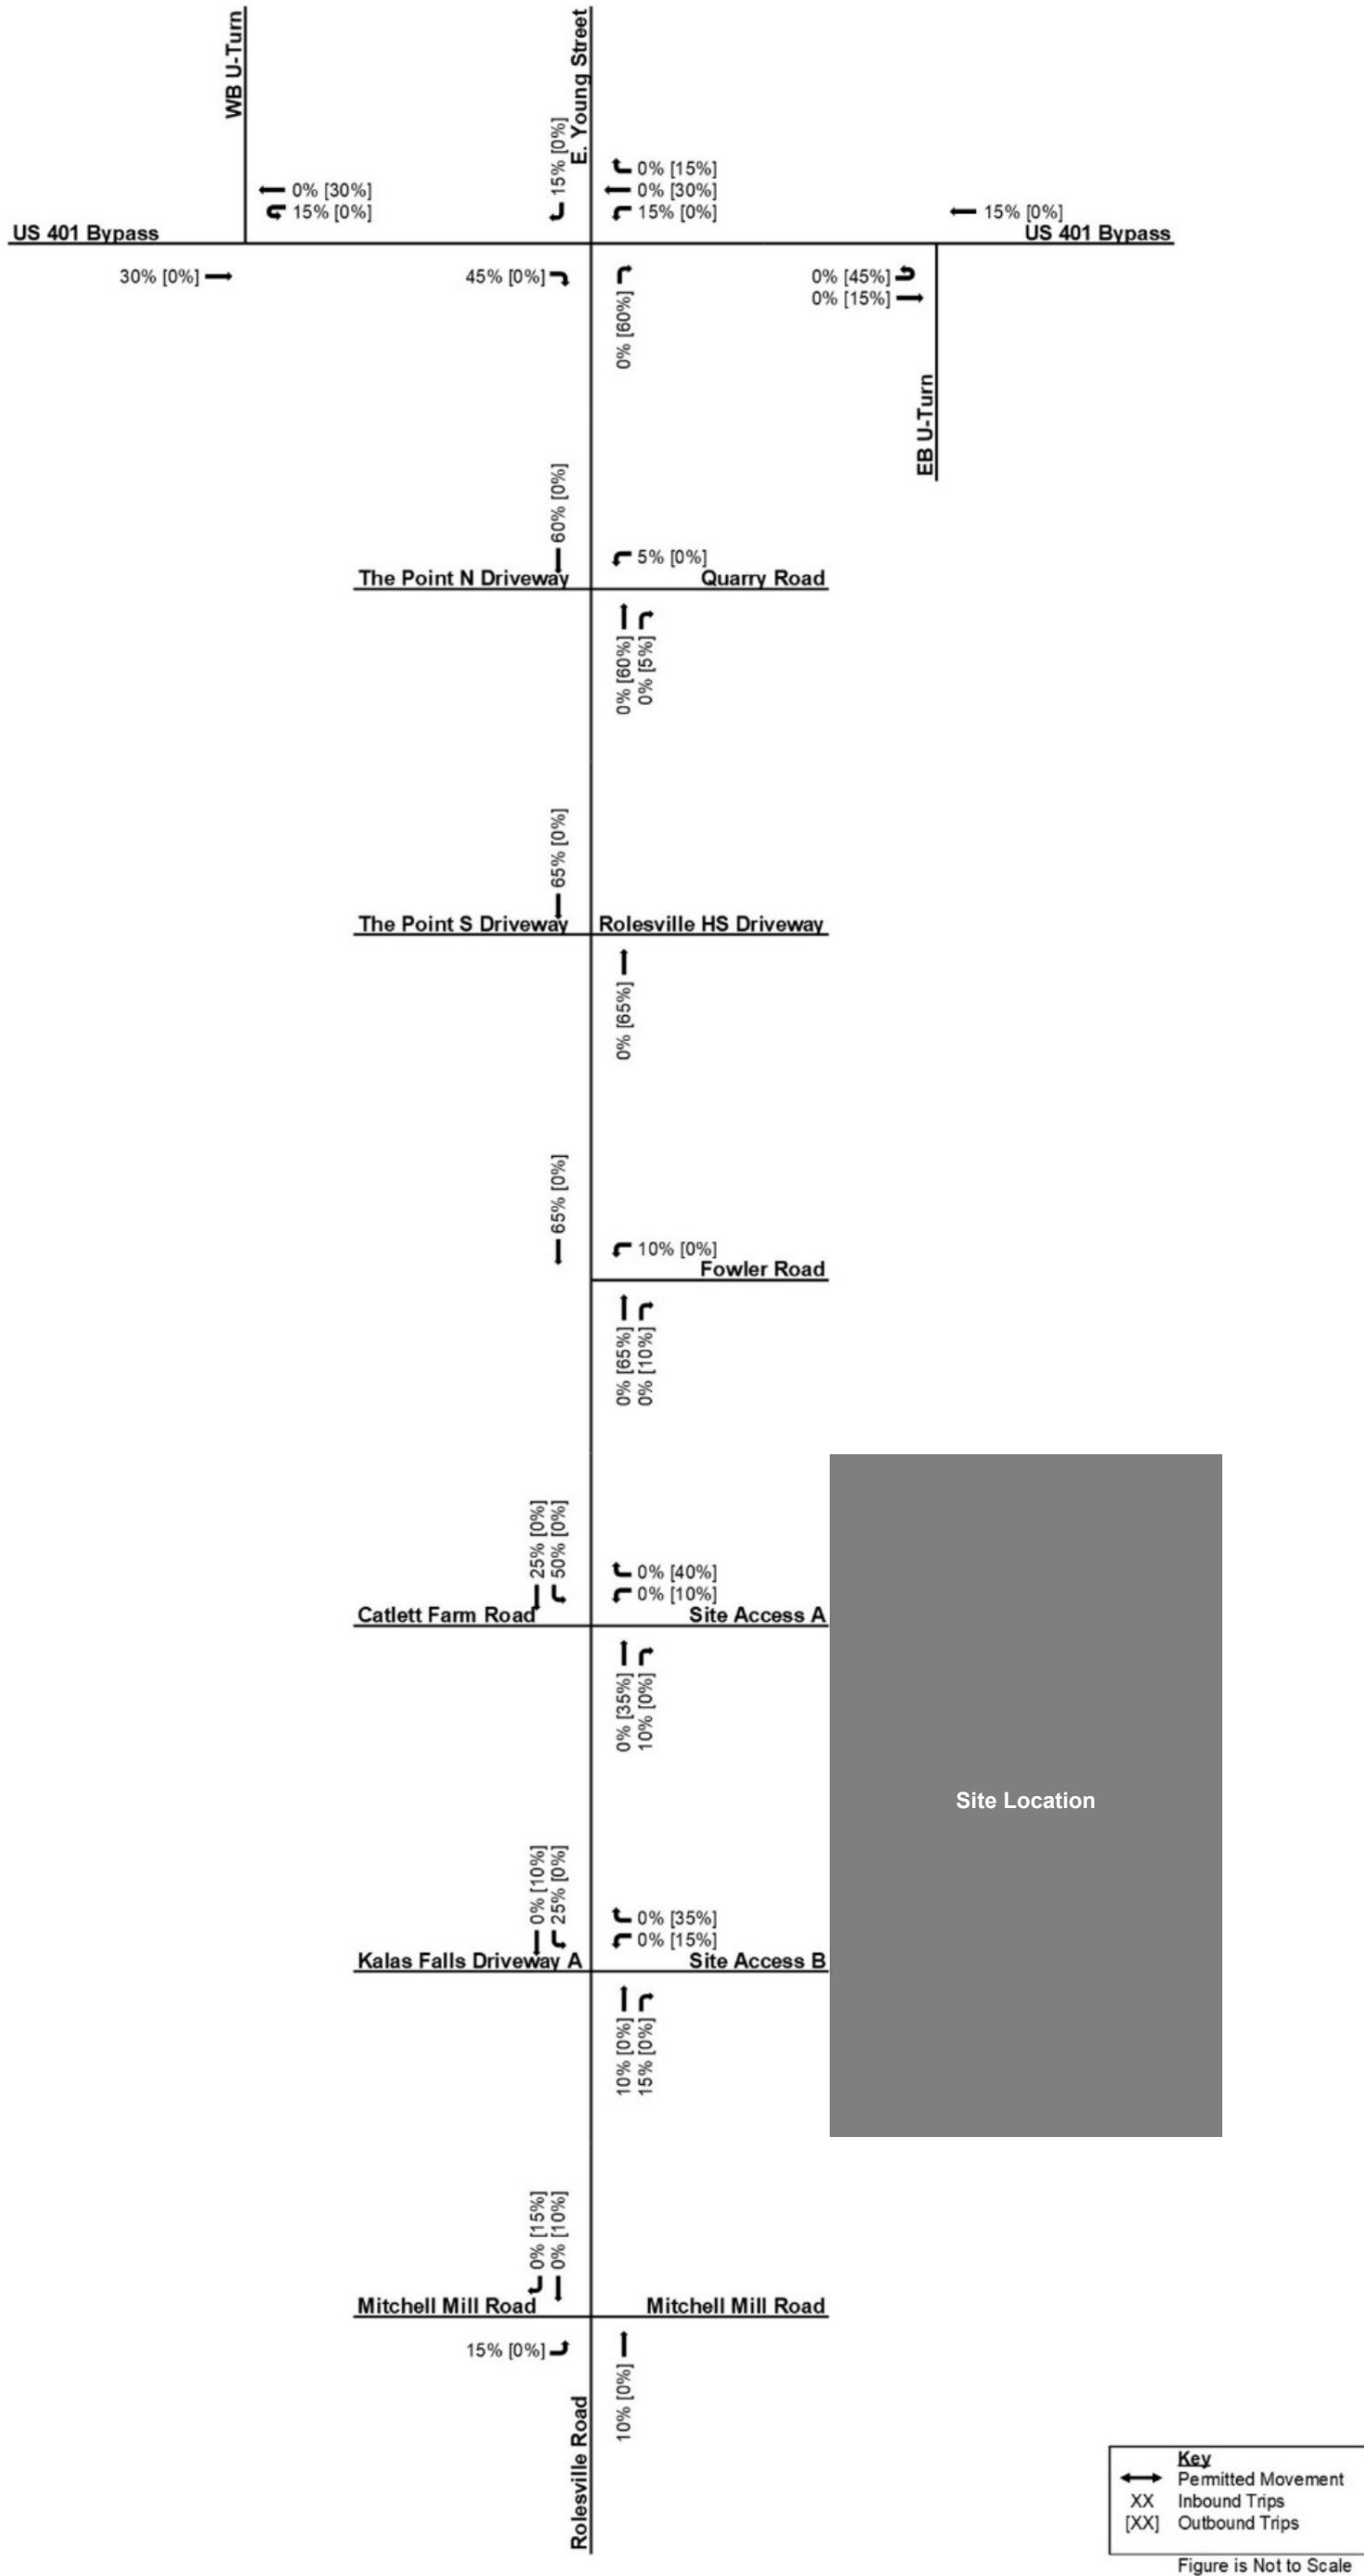 WB U-Turn
E. Young Street
15% [0%]
0% [15%]
0% [30%]
0% [30%]
15% [0%]
15% [0%]
15% [0%]
US 401 Bypass
US 401 Bypass
30% [0%]
45% [0%]
0% [60%]
0% [45%]
0% [15%]
EB U-Turn
60% [0%]
5% [0%]
The Point N Driveway
Quarry Road
0% [60%]
0% [5%]
65% [0%]
The Point S Driveway
Rolesville HS Driveway
0% [65%]
65% [0%]
10% [0%]
Fowler Road
0% [65%]
0% [10%]
25% [0%]
50% [0%]
0% [40%]
0% [10%]
Catlett Farm Road
Site Access A
0% [35%]
10% [0%]
Site Location
0% [10%]
25% [0%]
0% [35%]
0% [15%]
Kalas Falls Driveway A
Site Access B
10% [0%]
15% [0%]
0% [15%]
0% [10%]
Mitchell Mill Road
Mitchell Mill Road
15% [0%]
10% [0%]
Rolesville Road
Key
Permitted Movement
XX Inbound Trips
[XX] Outbound Trips
Figure is Not to Scale